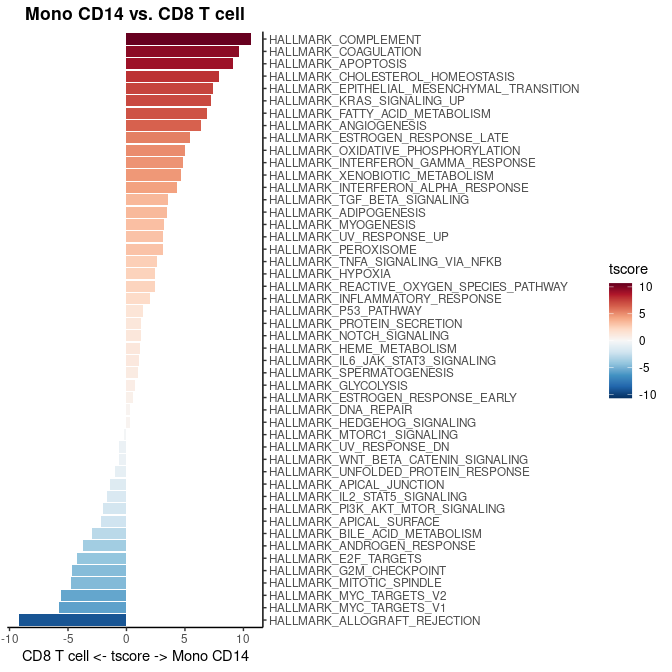 Mono CD14 vs. CD8 T cell
HALLMARK_COMPLEMENT
HALLMARK_COAGULATION
HALLMARK_APOPTOSIS
HALLMARK_CHOLESTEROL_HOMEOSTASIS
HALLMARK_EPITHELIAL_MESENCHYMAL_TRANSITION
HALLMARK_KRAS_SIGNALING_UP
HALLMARK_FATTY_ACID_METABOLISM
HALLMARK_ANGIOGENESIS
HALLMARK_ESTROGEN_RESPONSE_LATE
HALLMARK_OXIDATIVE_PHOSPHORYLATION
HALLMARK_INTERFERON_GAMMA_RESPONSE
HALLMARK_XENOBIOTIC_METABOLISM
HALLMARK_INTERFERON_ALPHA_RESPONSE
HALLMARK_TGF_BETA_SIGNALING
HALLMARK_ADIPOGENESIS
HALLMARK_MYOGENESIS
HALLMARK_UV_RESPONSE_UP
HALLMARK_PEROXISOME
HALLMARK_TNFA_SIGNALING_VIA_NFKB
HALLMARK_HYPOXIA
HALLMARK_REACTIVE_OXYGEN_SPECIES_PATHWAY
HALLMARK_INFLAMMATORY_RESPONSE
HALLMARK_P53_PATHWAY
HALLMARK_PROTEIN_SECRETION
HALLMARK_NOTCH_SIGNALING
HALLMARK_HEME_METABOLISM
HALLMARK_IL6_JAK_STAT3_SIGNALING
HALLMARK_SPERMATOGENESIS
HALLMARK_GLYCOLYSIS
HALLMARK_ESTROGEN_RESPONSE_EARLY
HALLMARK_DNA_REPAIR
HALLMARK_HEDGEHOG_SIGNALING
HALLMARK_MTORC1_SIGNALING
HALLMARK_UV_RESPONSE_DN
HALLMARK_WNT_BETA_CATENIN_SIGNALING
HALLMARK_UNFOLDED_PROTEIN_RESPONSE
HALLMARK_APICAL_JUNCTION
HALLMARK_IL2_STAT5_SIGNALING
HALLMARK_PI3K_AKT_MTOR_SIGNALING
HALLMARK_APICAL_SURFACE
HALLMARK_BILE_ACID_METABOLISM
HALLMARK_ANDROGEN_RESPONSE
HALLMARK_E2F_TARGETS
HALLMARK_G2M_CHECKPOINT
HALLMARK_MITOTIC_SPINDLE
HALLMARK_MYC_TARGETS_V2
HALLMARK_MYC_TARGETS_V1
HALLMARK_ALLOGRAFT_REJECTION
-10 -5 0 5 10
CD8 T cell <- tscore -> Mono CD14
tscore
10
5
0
-5
-10